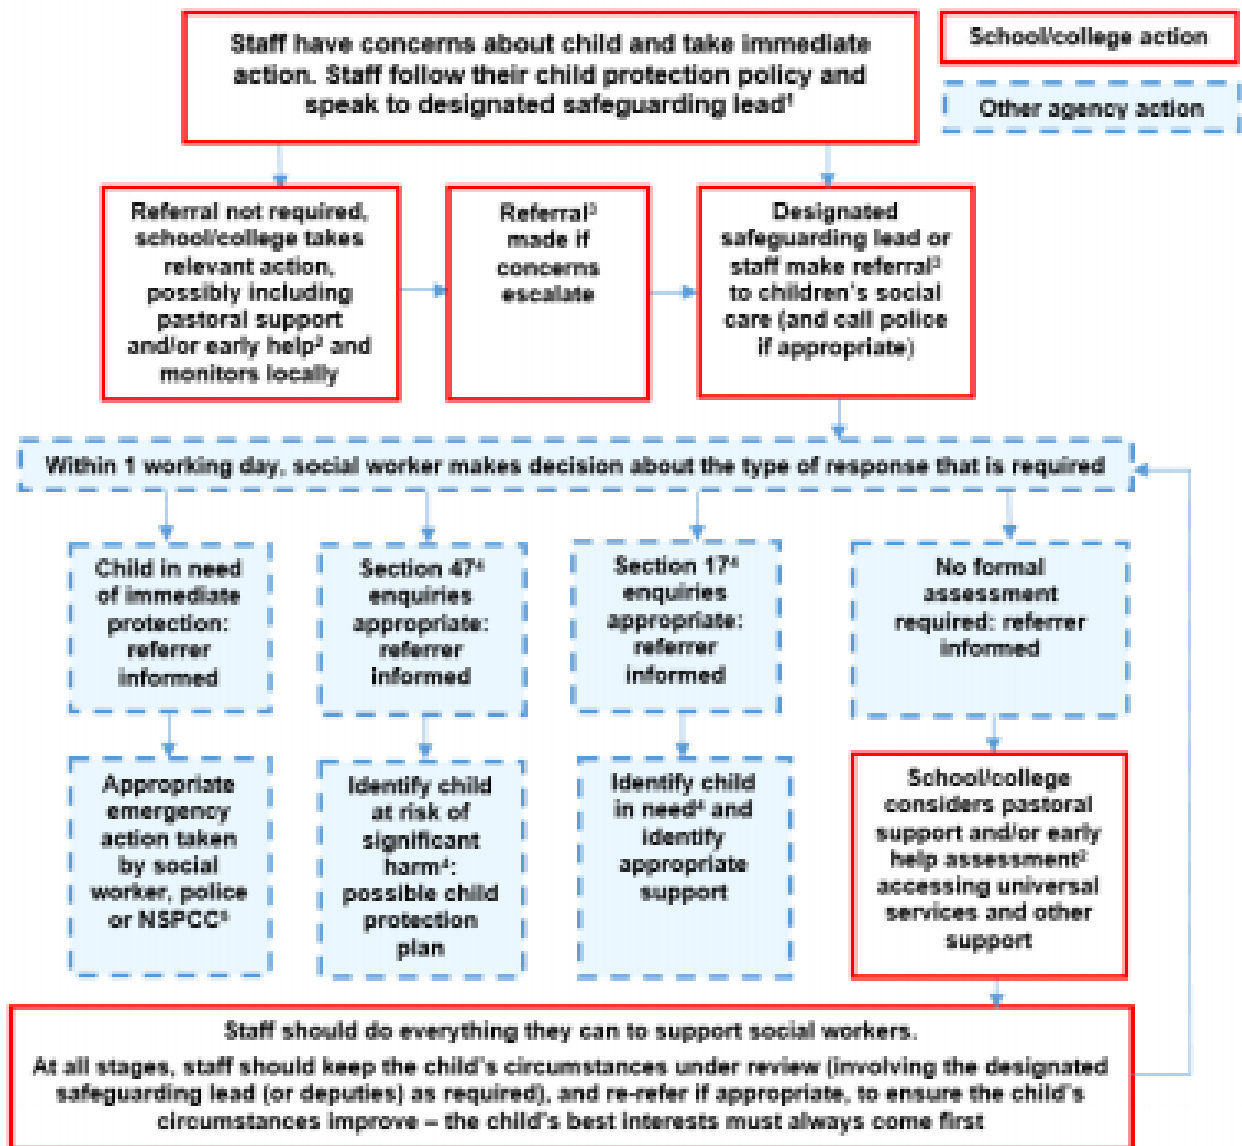 Staff have concerns about child and take immediate
action. Staff follow their child protection policy and
speak to designated safeguarding lead¹
School/college action
Other agency action
Referral not required,
school/college takes
relevant action,
possibly including
pastoral support
and/or early help² and
monitors locally
Referral³
made if
concerns
escalate
Designated
safeguarding lead or
staff make referral³
to children's social
care (and call police
if appropriate)
Within 1 working day, social worker makes decision about the type of response that is required
Child in need
of immediate
protection:
referrer
informed
Section 47⁴
enquiries
appropriate:
referrer
informed
Section 17⁴
enquiries
appropriate:
referrer
informed
No formal
assessment
required: referrer
informed
Appropriate
emergency
action taken
by social
worker, police
or NSPCC⁵
Identify child
at risk of
significant
harm⁴:
possible child
protection
plan
Identify child
in need⁴ and
identify
appropriate
support
School/college
considers pastoral
support and/or early
help assessment²
accessing universal
services and other
support
Staff should do everything they can to support social workers.
At all stages, staff should keep the child's circumstances under review (involving the designated
safeguarding lead (or deputies) as required), and re-refer if appropriate, to ensure the child's
circumstances improve – the child's best interests must always come first